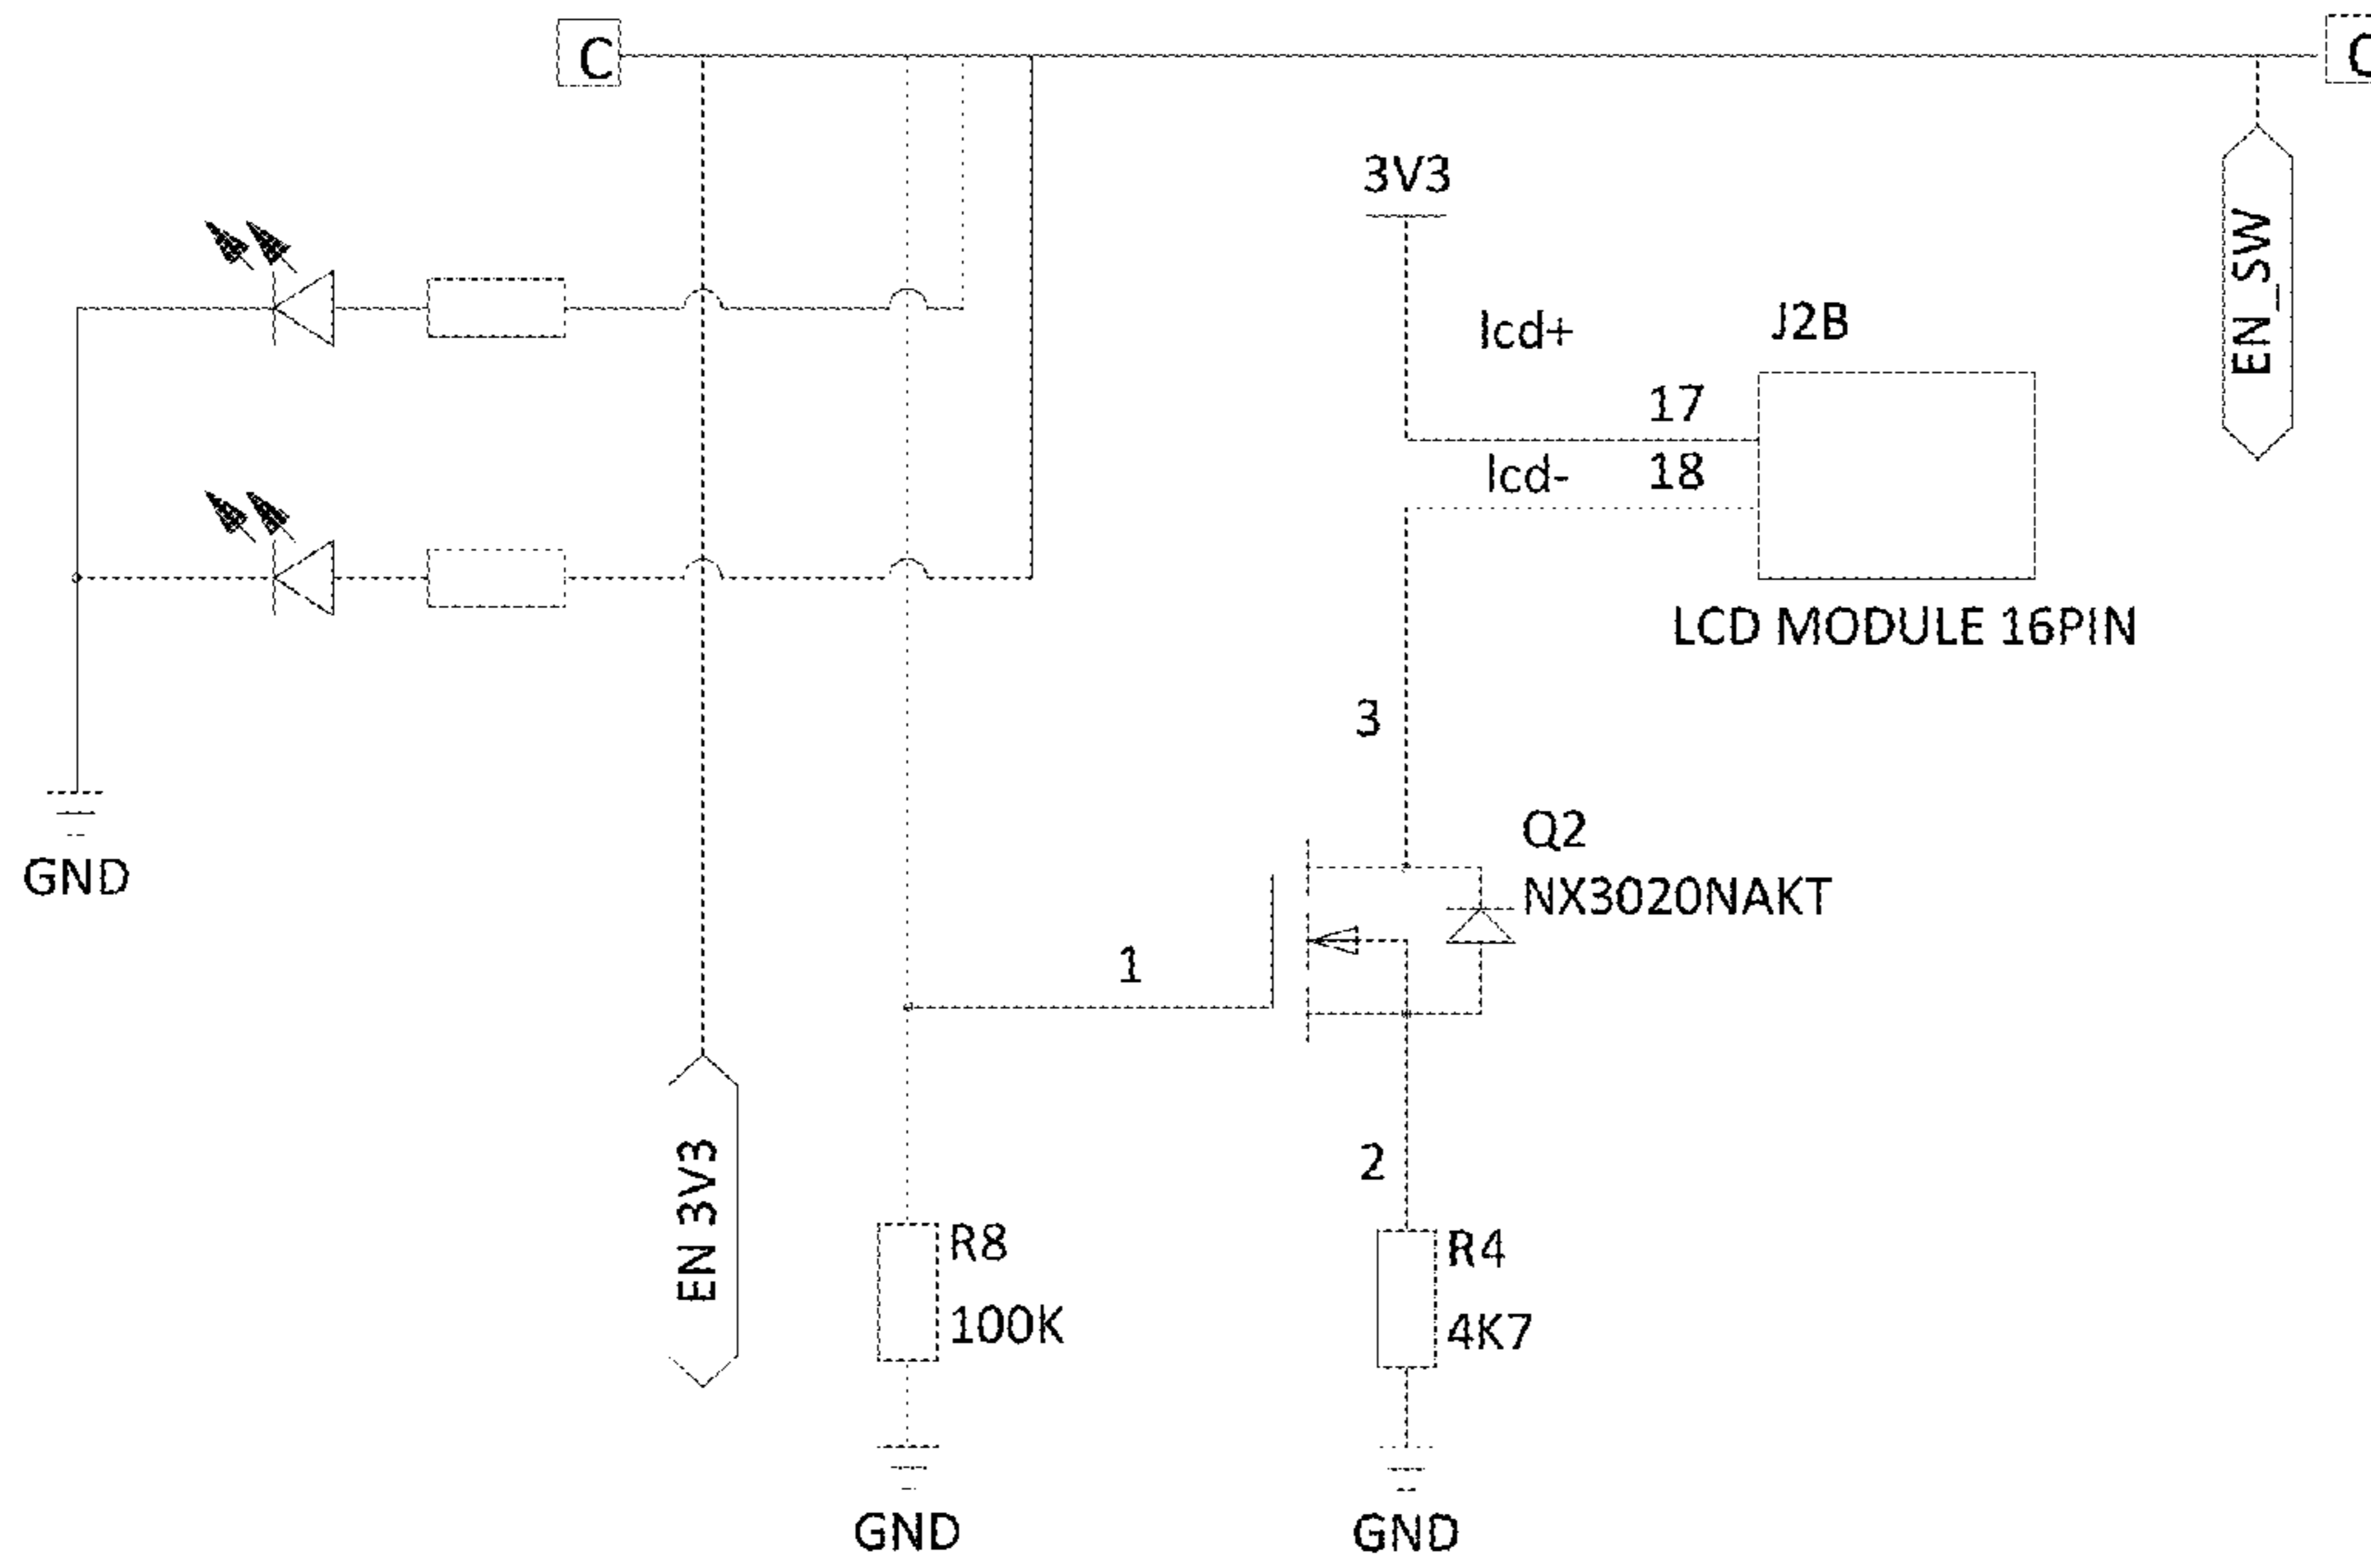 C
3V3
EN_SW
lcd+
J2B
17
lcd-
18
LCD MODULE 16PIN
3
Q2
NX3020NAKT
GND
1
2
EN 3V3
R8
100K
R4
4K7
GND
GND